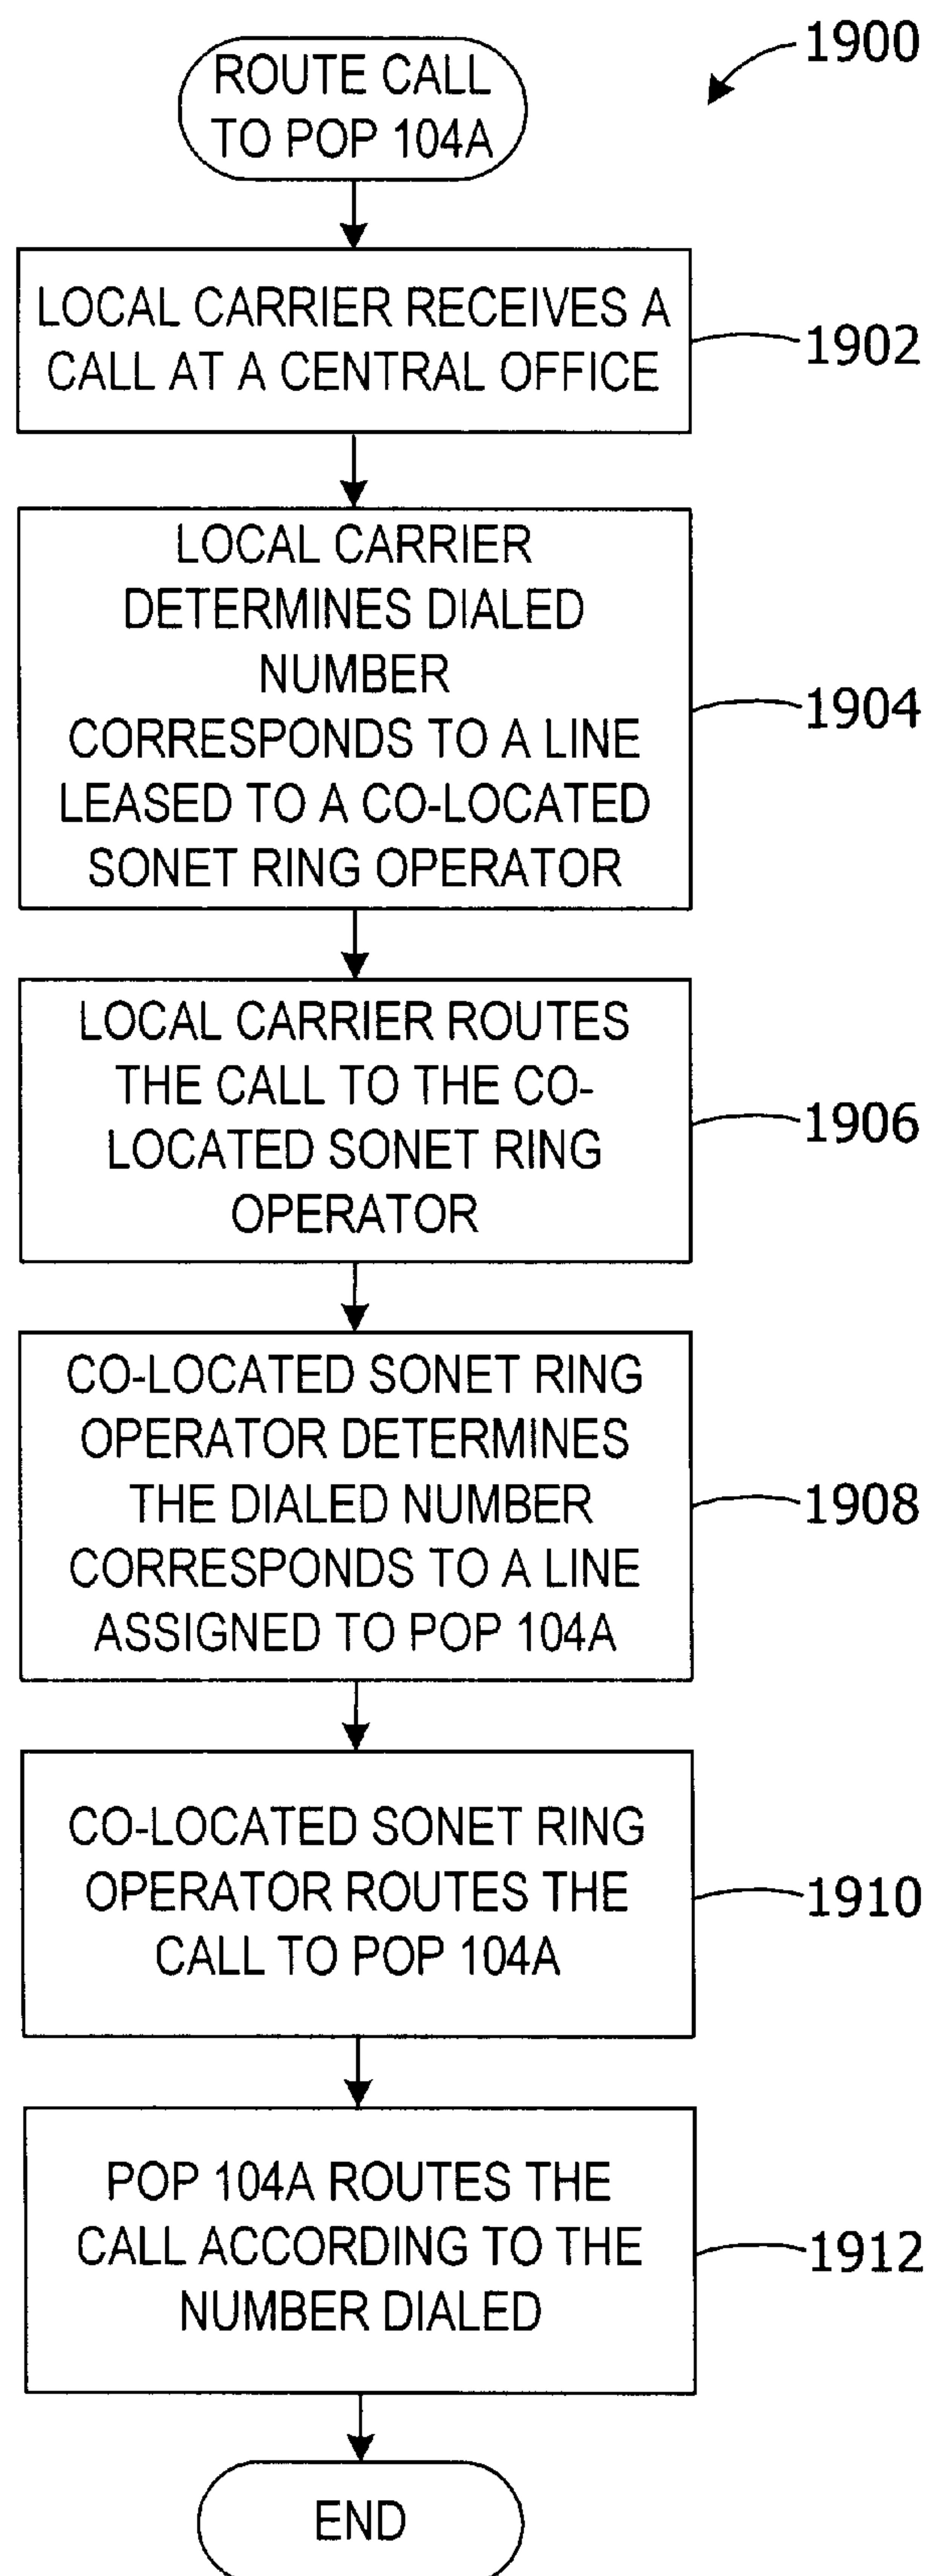 1900
ROUTE CALL
TO POP 104A
LOCAL CARRIER RECEIVES A
CALL AT A CENTRAL OFFICE
1902
LOCAL CARRIER
DETERMINES DIALED
NUMBER
CORRESPONDS TO A LINE
LEASED TO A CO-LOCATED
SONET RING OPERATOR
1904
LOCAL CARRIER ROUTES
THE CALL TO THE CO-
LOCATED SONET RING
OPERATOR
1906
CO-LOCATED SONET RING
OPERATOR DETERMINES
THE DIALED NUMBER
CORRESPONDS TO A LINE
ASSIGNED TO POP 104A
1908
CO-LOCATED SONET RING
OPERATOR ROUTES THE
CALL TO POP 104A
1910
POP 104A ROUTES THE
CALL ACCORDING TO THE
NUMBER DIALED
1912
END